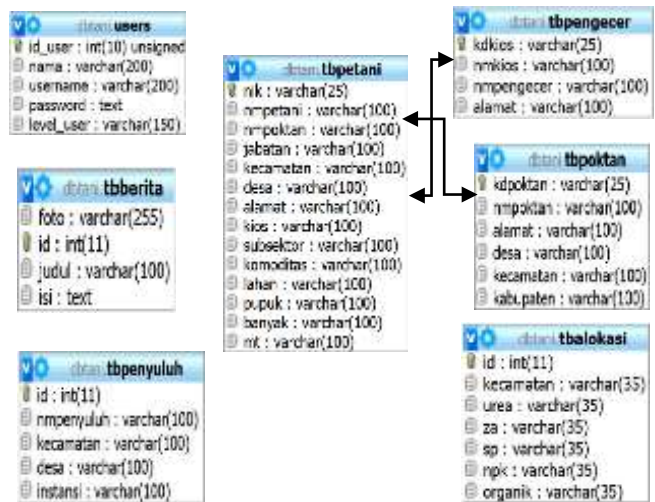 dbtani users
id_user : int(10) unsigned
nama : varchar(200)
username : varchar(200)
password : text
level_user : varchar(150)
dbtani tbberita
foto : varchar(255)
id : int(11)
judul : varchar(100)
isi : text
dbtani tbpenyuluh
id : int(11)
nmpenyuluh : varchar(100)
kecamatan : varchar(100)
desa : varchar(100)
instansi : varchar(100)
dbtani tbpetani
nik : varchar(25)
nmpetani : varchar(100)
nmpoktan : varchar(100)
jabatan : varchar(100)
kecamatan : varchar(100)
desa : varchar(100)
alamat : varchar(100)
kios : varchar(100)
subsektor : varchar(100)
komoditas : varchar(100)
lahan : varchar(100)
pupuk : varchar(100)
banyak : varchar(100)
mt : varchar(100)
dbtani tbpengecer
kdkios : varchar(25)
nmkios : varchar(100)
nmpengecer : varchar(100)
alamat : varchar(100)
dbtani tbpoktan
kdpoktan : varchar(25)
nmpoktan : varchar(100)
alamat : varchar(100)
desa : varchar(100)
kecamatan : varchar(100)
kabupaten : varchar(100)
dbtani tbalokasi
id : int(11)
kecamatan : varchar(35)
urea : varchar(35)
za : varchar(35)
sp : varchar(35)
npk : varchar(35)
organik : varchar(35)